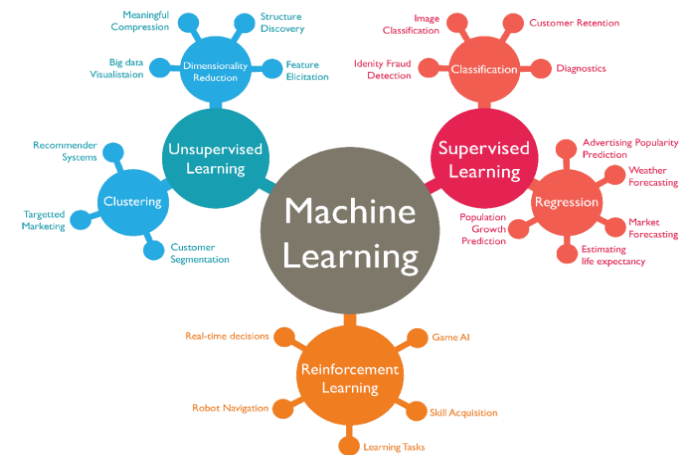 Meaningful
Compression
Structure
Discovery
Big data
Visualistaion
Dimensionality
Reduction
Feature
Elicitation
Unsupervised
Learning
Recommender
Systems
Clustering
Targetted
Marketing
Customer
Segmentation
Machine
Learning
Image
Classification
Customer Retention
Idenity Fraud
Detection
Classification
Diagnostics
Supervised
Learning
Advertising Popularity
Prediction
Weather
Forecasting
Regression
Population
Growth
Prediction
Market
Forecasting
Estimating
life expectancy
Real-time decisions
Game AI
Reinforcement
Learning
Robot Navigation
Skill Acquisition
Learning Tasks